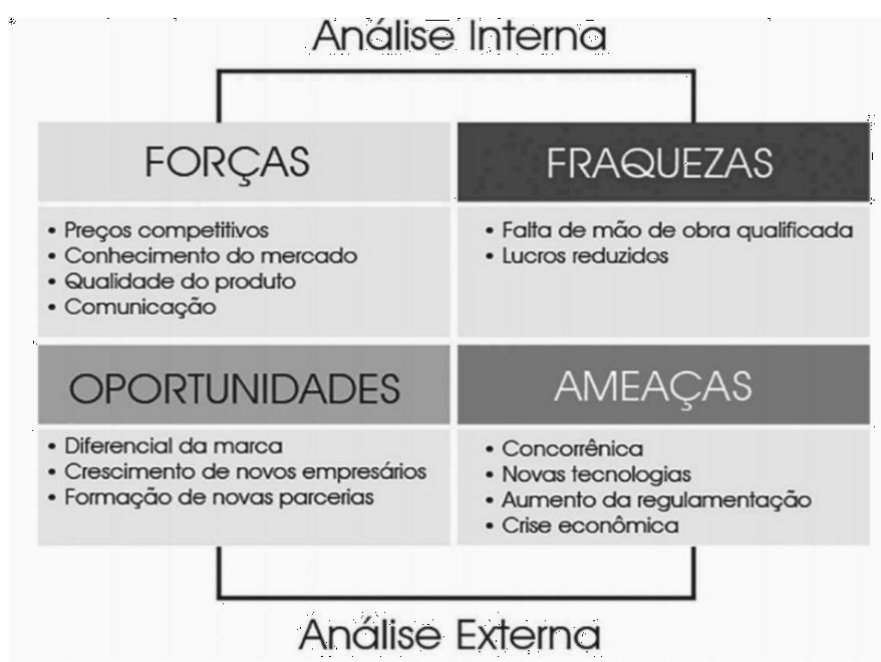 Análise Interna
FORÇAS
• Preços competitivos
• Conhecimento do mercado
• Qualidade do produto
• Comunicação
FRAQUEZAS
• Falta de mão de obra qualificada
• Lucros reduzidos
OPORTUNIDADES
• Diferencial da marca
• Crescimento de novos empresários
• Formação de novas parcerias
AMEAÇAS
• Concorrênica
• Novas tecnologias
• Aumento da regulamentação
• Crise econômica
Análise Externa